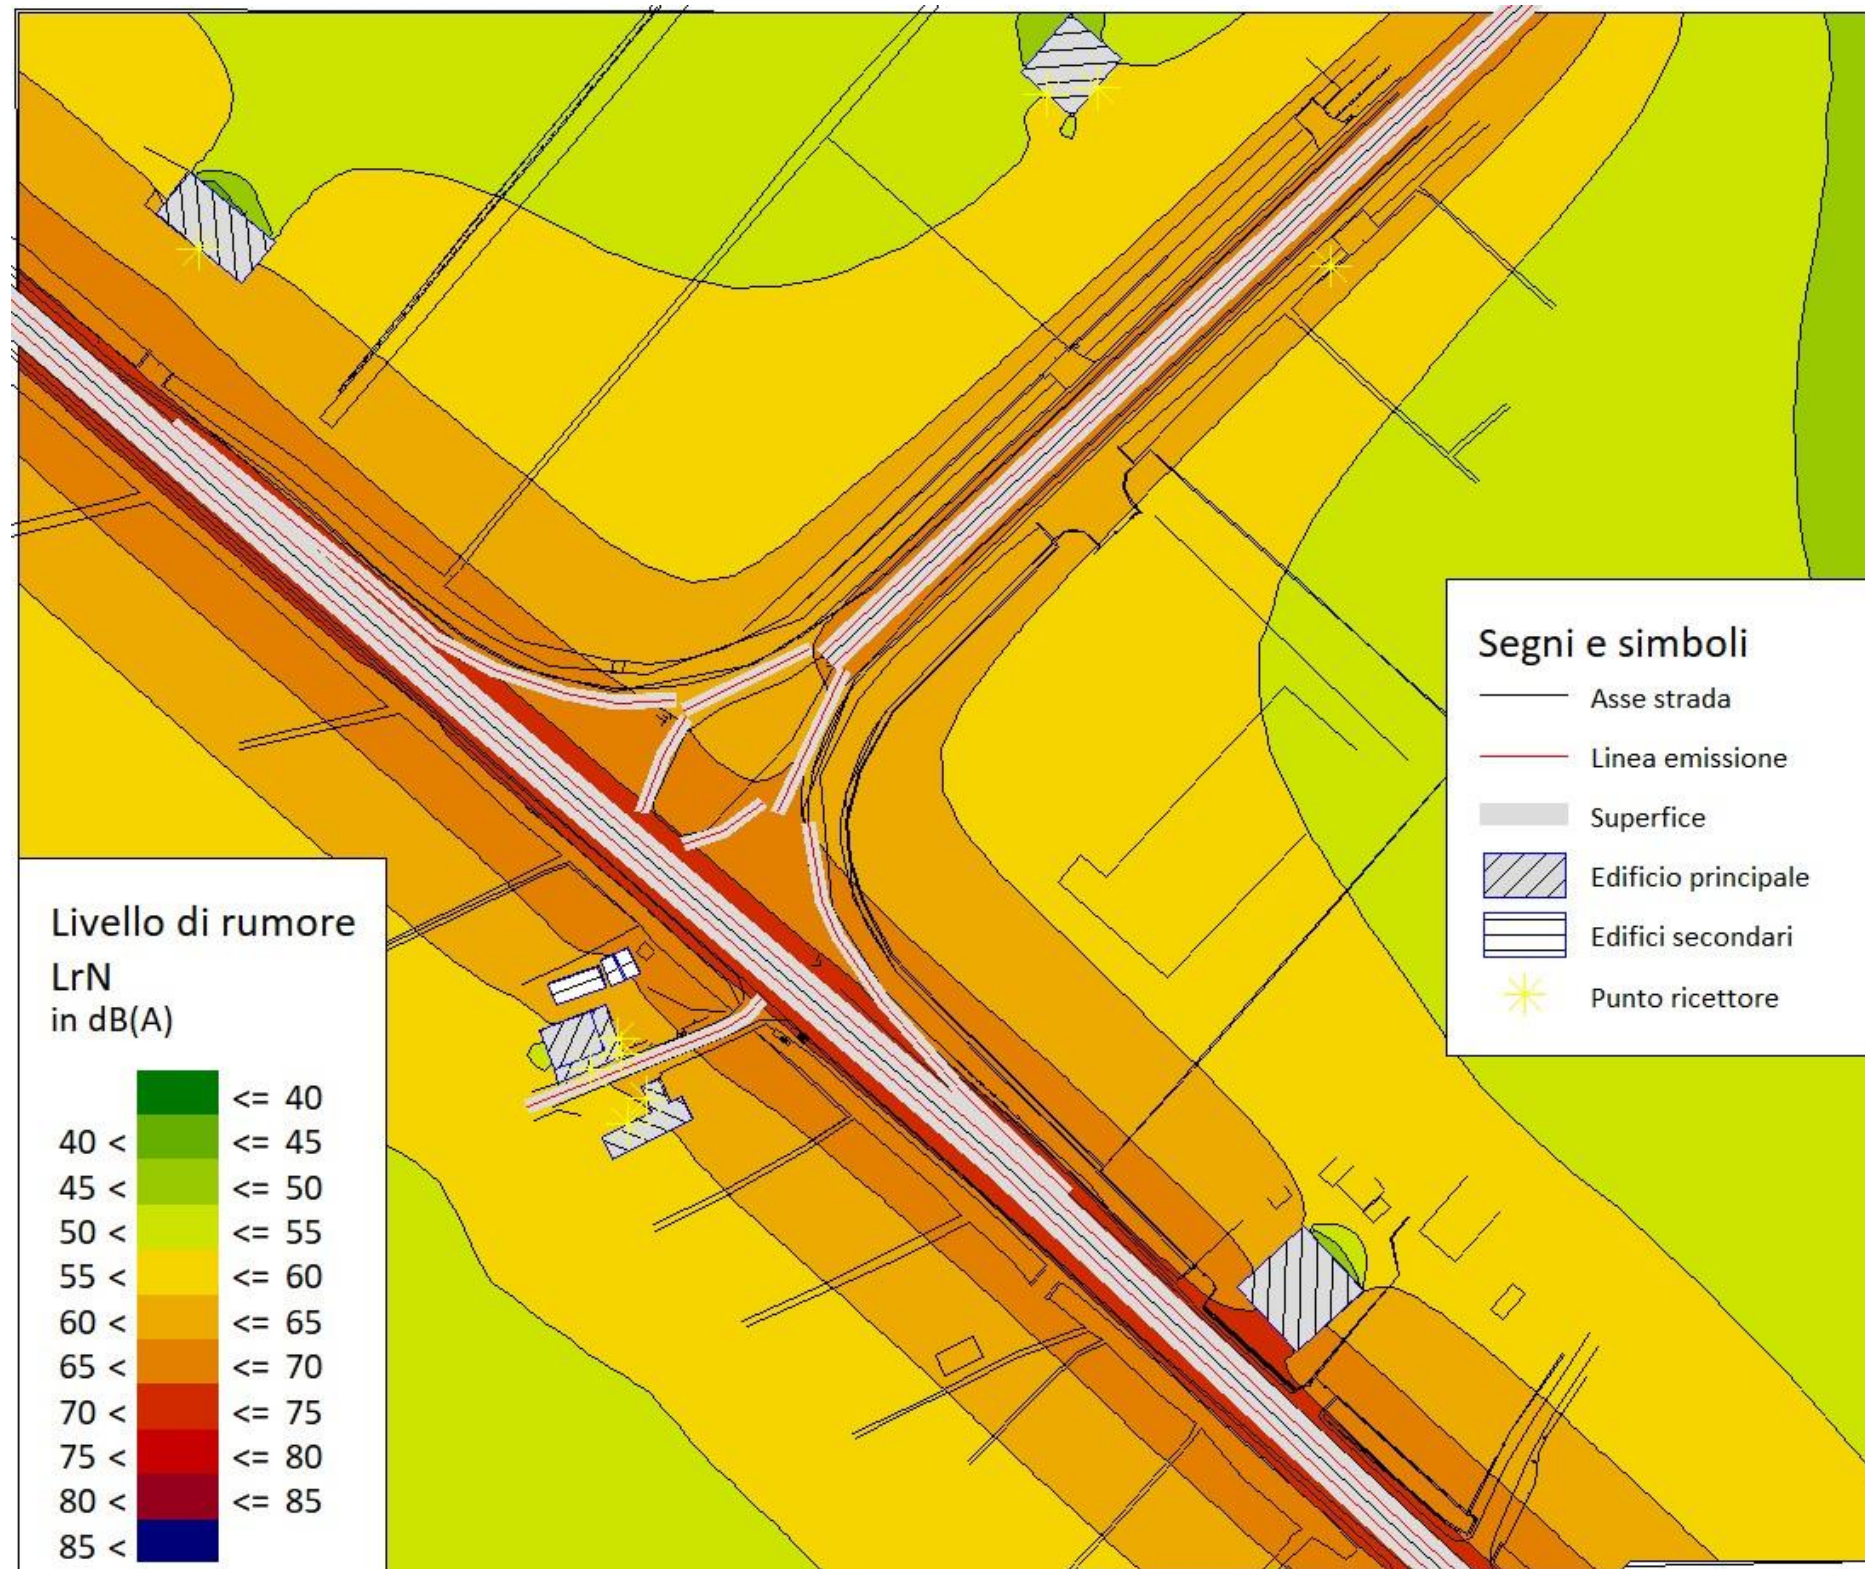 Segni e simboli
Asse strada
Linea emissione
Superfice
Edificio principale
Edifici secondari
Punto ricettore
Livello di rumore
LrN
in dB(A)
<= 40
40 < <= 45
45 < <= 50
50 < <= 55
55 < <= 60
60 < <= 65
65 < <= 70
70 < <= 75
75 < <= 80
80 < <= 85
85 <